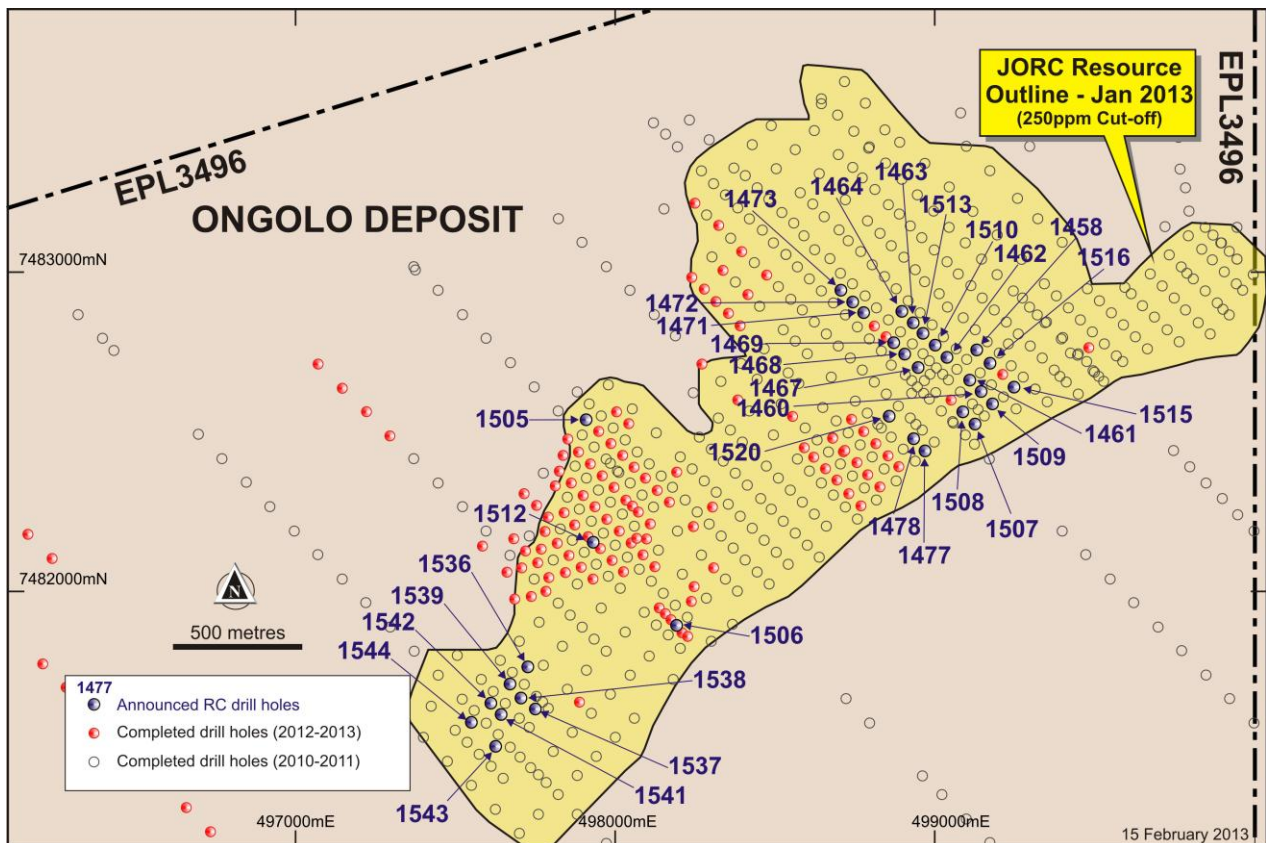 JORC Resource
Outline - Jan 2013
(250ppm Cut-off)
EPL3496
EPL3496
ONGOLO DEPOSIT
1463
1464
1473
1513
1510
1458
1462
1516
7483000mN
1472
1471
1469
1468
1467
1460
1505
1515
1520
1461
1509
1508
1512
1478
1507
1477
1536
7482000mN
1539
N
1542
500 metres
1506
1544
1538
1477
Announced RC drill holes
Completed drill holes (2012-2013)
Completed drill holes (2010-2011)
1537
1541
1543
497000mE
498000mE
499000mE
15 February 2013